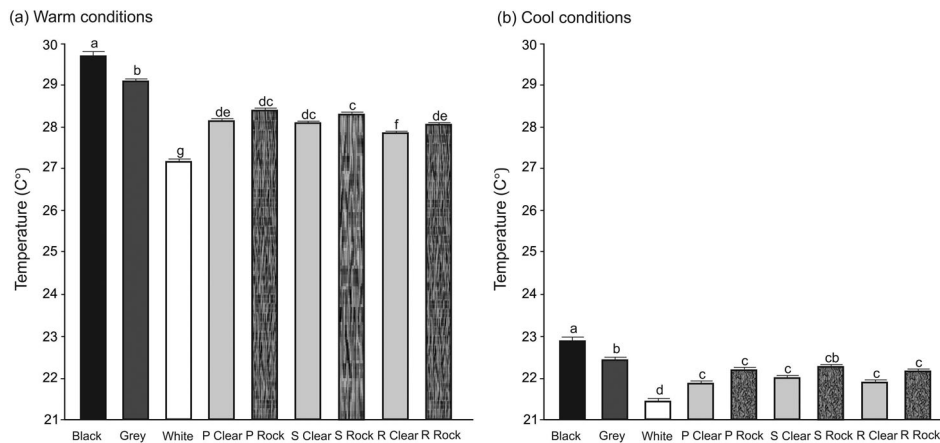 (a) Warm conditions
Temperature (C°)
30
29
28
27
26
25
24
23
22
21
a
b
g
de
dc
dc
c
f
de
Black Grey White P Clear P Rock S Clear S Rock R Clear R Rock
(b) Cool conditions
Temperature (C°)
30
29
28
27
26
25
24
23
22
21
a
b
d
c
c
c
cb
c
c
Black Grey White P Clear P Rock S Clear S Rock R Clear R Rock